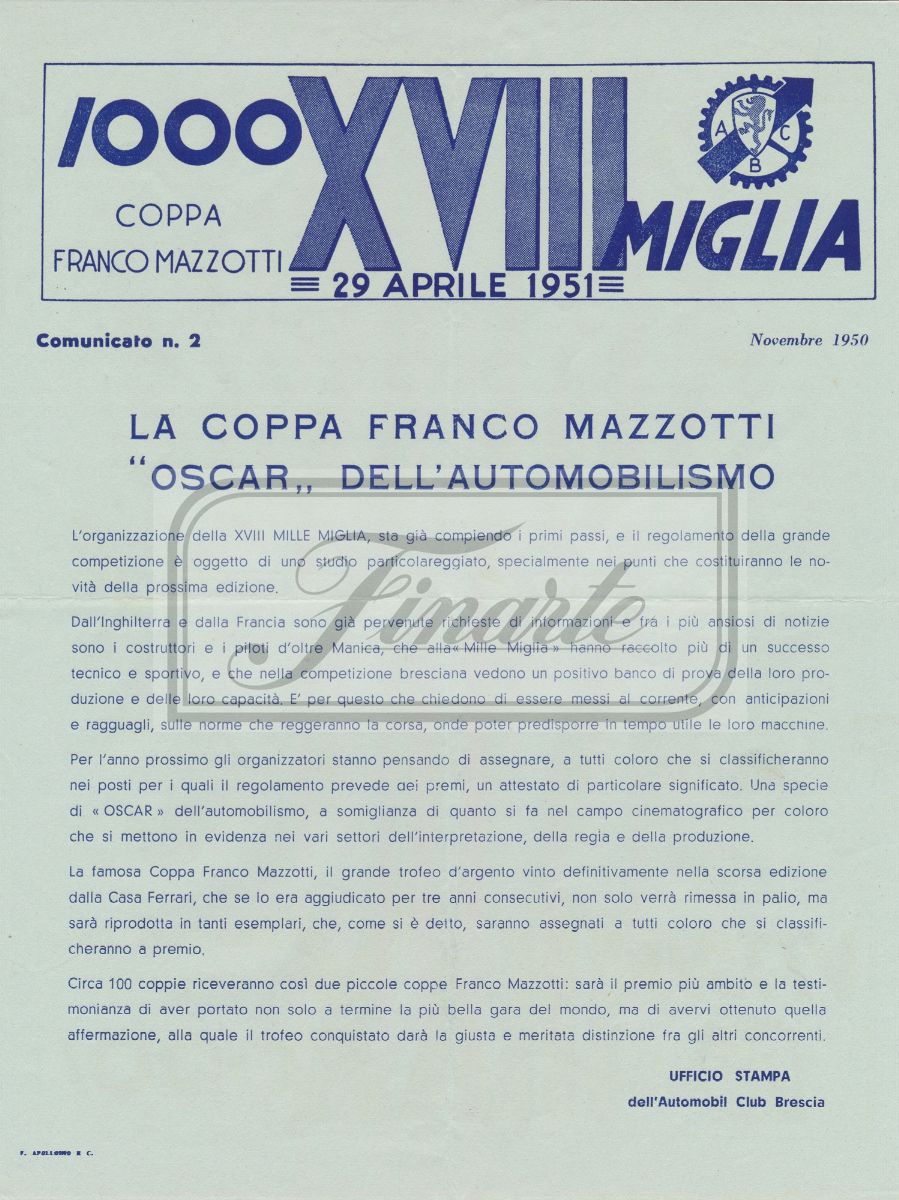 1000 XVIII MIGLIA
A C
B
COPPA
FRANCO MAZZOTTI
29 APRILE 1951
Comunicato n. 2
Novembre 1950
LA COPPA FRANCO MAZZOTTI
“OSCAR„ DELL'AUTOMOBILISMO
L'organizzazione della XVIII MILLE MIGLIA, sta già compiendo i primi passi, e il regolamento della grande
competizione è oggetto di uno studio particolareggiato, specialmente nei punti che costituiranno le no-
vità della prossima edizione.
Dall'Inghilterra e dalla Francia sono già pervenute richieste di informazioni e fra i più ansiosi di notizie
sono i costruttori e i piloti d'oltre Manica, che alla « Mille Miglia » hanno raccolto più di un successo
tecnico e sportivo, e che nella competizione bresciana vedono un positivo banco di prova della loro pro-
duzione e delle loro capacità. E' per questo che chiedono di essere messi al corrente, con anticipazioni
e ragguagli, sulle norme che reggeranno la corsa, onde poter predisporre in tempo utile le loro macchine.
Finarte
Per l'anno prossimo gli organizzatori stanno pensando di assegnare, a tutti coloro che si classificheranno
nei posti per i quali il regolamento prevede dei premi, un attestato di particolare significato. Una specie
di « OSCAR » dell'automobilismo, a somiglianza di quanto si fa nel campo cinematografico per coloro
che si mettono in evidenza nei vari settori dell'interpretazione, della regia e della produzione.
La famosa Coppa Franco Mazzotti, il grande trofeo d'argento vinto definitivamente nella scorsa edizione
dalla Casa Ferrari, che se lo era aggiudicato per tre anni consecutivi, non solo verrà rimessa in palio, ma
sarà riprodotta in tanti esemplari, che, come si è detto, saranno assegnati a tutti coloro che si classifi-
cheranno a premio.
Circa 100 coppie riceveranno così due piccole coppe Franco Mazzotti: sarà il premio più ambito e la testi-
monianza di aver portato non solo a termine la più bella gara del mondo, ma di avervi ottenuto quella
affermazione, alla quale il trofeo conquistato darà la giusta e meritata distinzione fra gli altri concorrenti.
UFFICIO STAMPA
dell'Automobil Club Brescia
F. APOLLONIO E C.